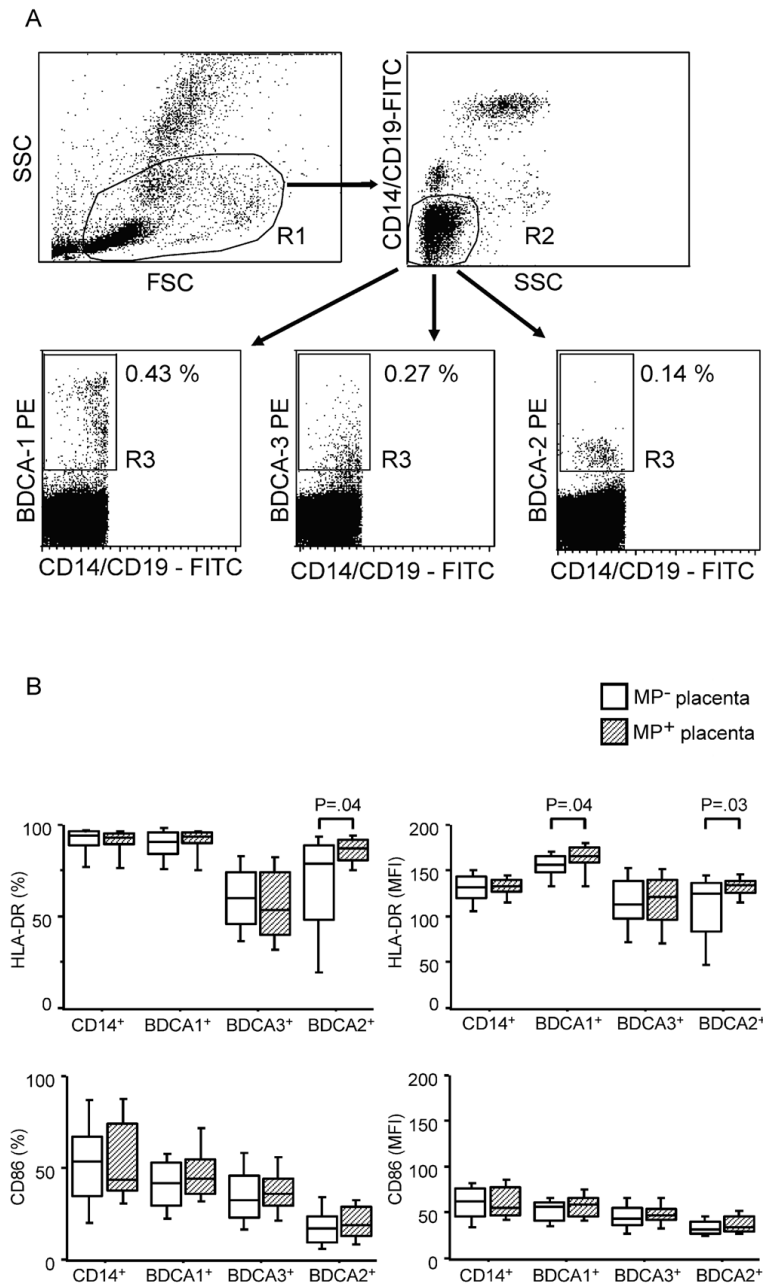 A
SSC
R1
FSC
CD14/CD19-FITC
R2
SSC
BDCA-1 PE
0.43 %
R3
CD14/CD19 - FITC
BDCA-3 PE
0.27 %
R3
CD14/CD19 - FITC
BDCA-2 PE
0.14 %
R3
CD14/CD19 - FITC
B
MP- placenta
MP+ placenta
HLA-DR (%)
100
50
0
P=.04
CD14+ BDCA1+ BDCA3+ BDCA2+
HLA-DR (MFI)
200
150
100
50
0
P=.04
P=.03
CD14+ BDCA1+ BDCA3+ BDCA2+
CD86 (%)
100
50
0
CD14+ BDCA1+ BDCA3+ BDCA2+
CD86 (MFI)
200
150
100
50
0
CD14+ BDCA1+ BDCA3+ BDCA2+